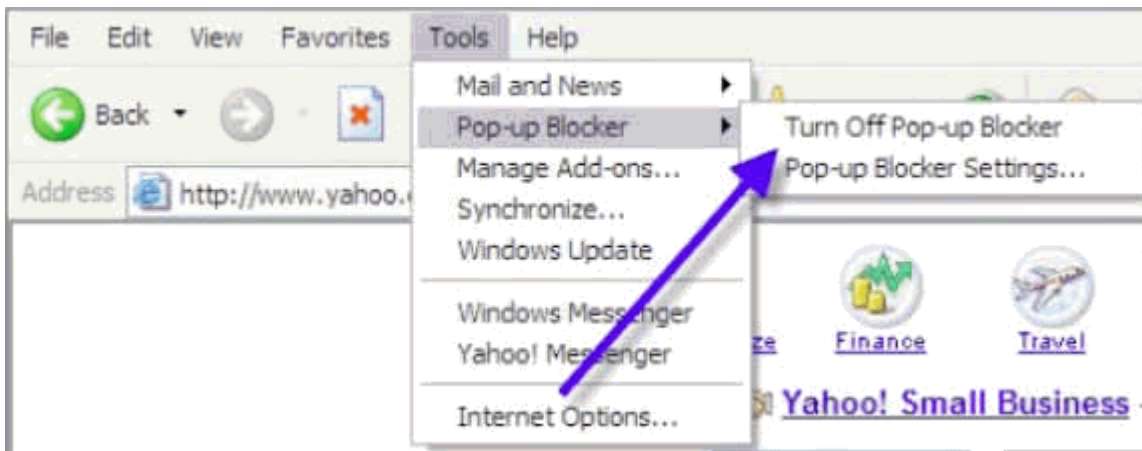 File Edit View Favorites Tools Help
Mail and News
Back
Pop-up Blocker
Turn Off Pop-up Blocker
Manage Add-ons...
Pop-up Blocker Settings...
Address http://www.yahoo.
Synchronize...
Windows Update
Windows Messenger
Finance Travel
Yahoo! Messenger
Yahoo! Small Business
Internet Options...